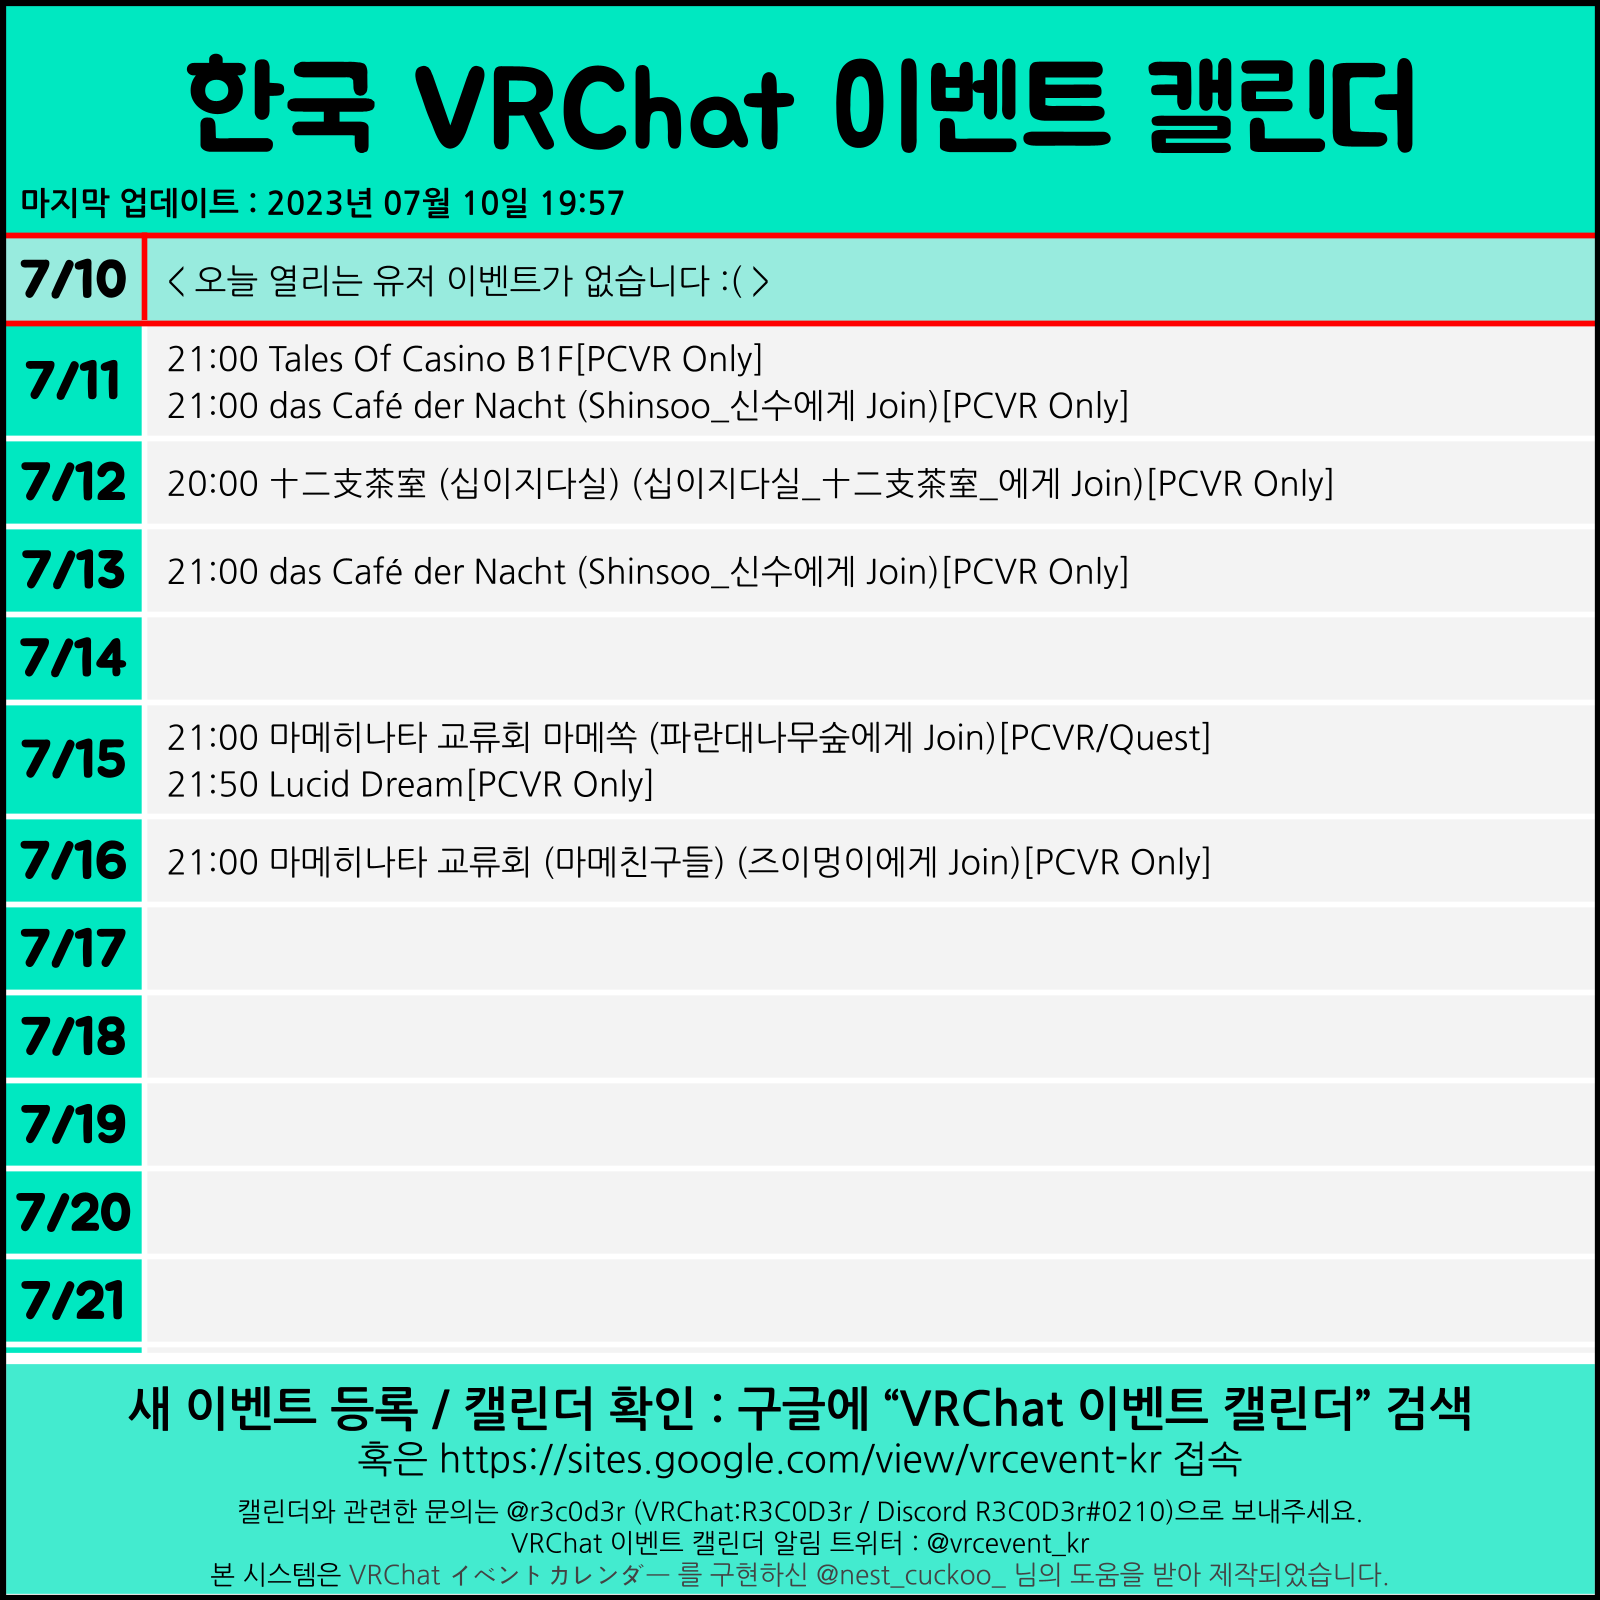 한국 VRChat 이벤트 캘린더
마지막 업데이트 : 2023년 07월 10일 19:57
7/10
< 오늘 열리는 유저 이벤트가 없습니다 :( >
7/11
21:00 Tales Of Casino B1F[PCVR Only]
21:00 das Café der Nacht (Shinsoo_신수에게 Join)[PCVR Only]
7/12
20:00 十二支茶室 (십이지다실) (십이지다실_十二支茶室_에게 Join)[PCVR Only]
7/13
21:00 das Café der Nacht (Shinsoo_신수에게 Join)[PCVR Only]
7/14
7/15
21:00 마메히나타 교류회 마메쏙 (파란대나무숲에게 Join)[PCVR/Quest]
21:50 Lucid Dream[PCVR Only]
7/16
21:00 마메히나타 교류회 (마메친구들) (즈이멍이에게 Join)[PCVR Only]
7/17
7/18
7/19
7/20
7/21
새 이벤트 등록 / 캘린더 확인 : 구글에 “VRChat 이벤트 캘린더” 검색
혹은 https://sites.google.com/view/vrcevent-kr 접속
캘린더와 관련한 문의는 @r3c0d3r (VRChat:R3C0D3r / Discord R3C0D3r#0210)으로 보내주세요.
VRChat 이벤트 캘린더 알림 트위터 : @vrcevent_kr
본 시스템은 VRChat イベントカレンダー 를 구현하신 @nest_cuckoo_ 님의 도움을 받아 제작되었습니다.